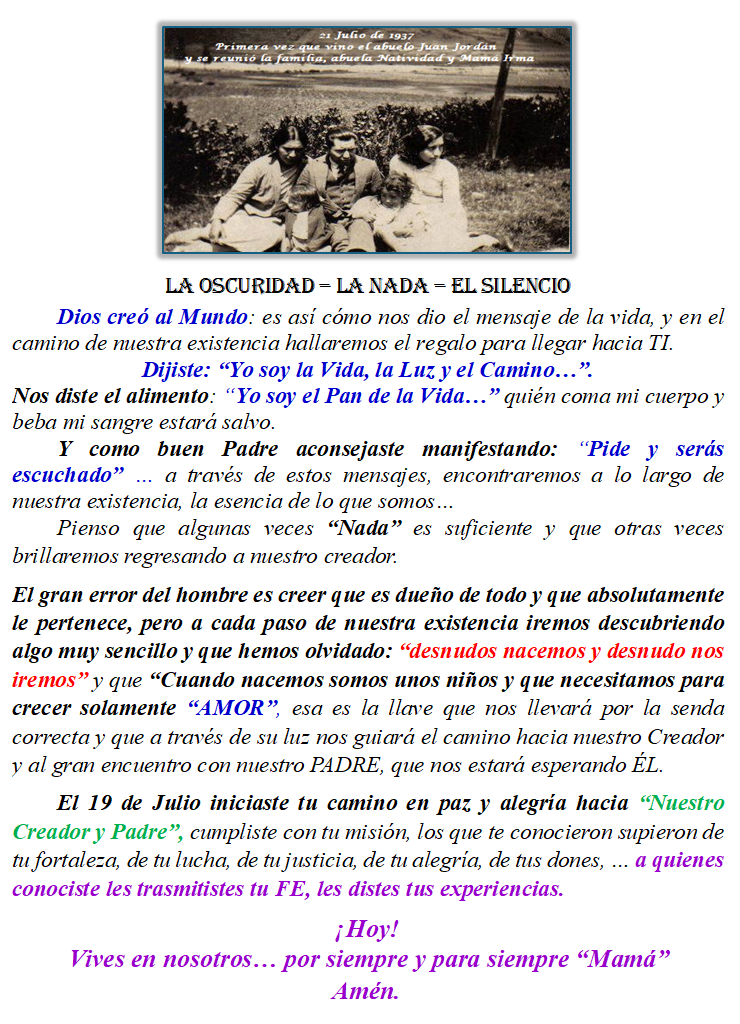 21 Julio de 1937
Primera vez que vino el abuelo Juan Jordán
y se reunió la familia, abuela Natividad y Mamá Irma
LA OSCURIDAD = LA NADA = EL SILENCIO
Dios creó al Mundo: es así cómo nos dio el mensaje de la vida, y en el
camino de nuestra existencia hallaremos el regalo para llegar hacia TI.
Dijiste: “Yo soy la Vida, la Luz y el Camino…”.
Nos diste el alimento: “Yo soy el Pan de la Vida…” quién coma mi cuerpo y
beba mi sangre estará salvo.
Y como buen Padre aconsejaste manifestando: “Pide y serás
escuchado” … a través de estos mensajes, encontraremos a lo largo de
nuestra existencia, la esencia de lo que somos…
Pienso que algunas veces “Nada” es suficiente y que otras veces
brillaremos regresando a nuestro creador.
El gran error del hombre es creer que es dueño de todo y que absolutamente
le pertenece, pero a cada paso de nuestra existencia iremos descubriendo
algo muy sencillo y que hemos olvidado: “desnudos nacemos y desnudo nos
iremos” y que “Cuando nacemos somos unos niños y que necesitamos para
crecer solamente “AMOR”, esa es la llave que nos llevará por la senda
correcta y que a través de su luz nos guiará el camino hacia nuestro Creador
y al gran encuentro con nuestro PADRE, que nos estará esperando ÉL.
El 19 de Julio iniciaste tu camino en paz y alegría hacia “Nuestro
Creador y Padre”, cumpliste con tu misión, los que te conocieron supieron de
tu fortaleza, de tu lucha, de tu justicia, de tu alegría, de tus dones, … a quienes
conociste les trasmitistes tu FE, les distes tus experiencias.
¡Hoy!
Vives en nosotros… por siempre y para siempre “Mamá”
Amén.